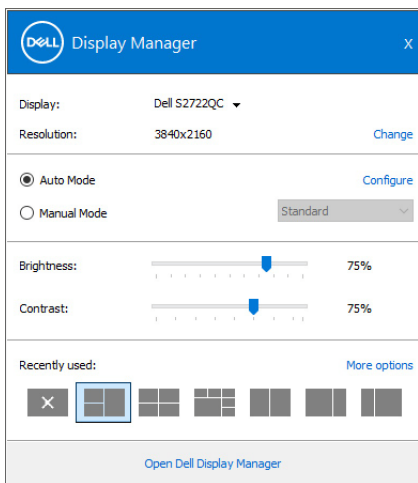 DELL Display Manager X
Display: Dell S2722QC
Resolution: 3840x2160 Change
Auto Mode Configure
Manual Mode Standard
Brightness: 75%
Contrast: 75%
Recently used: More options
Open Dell Display Manager